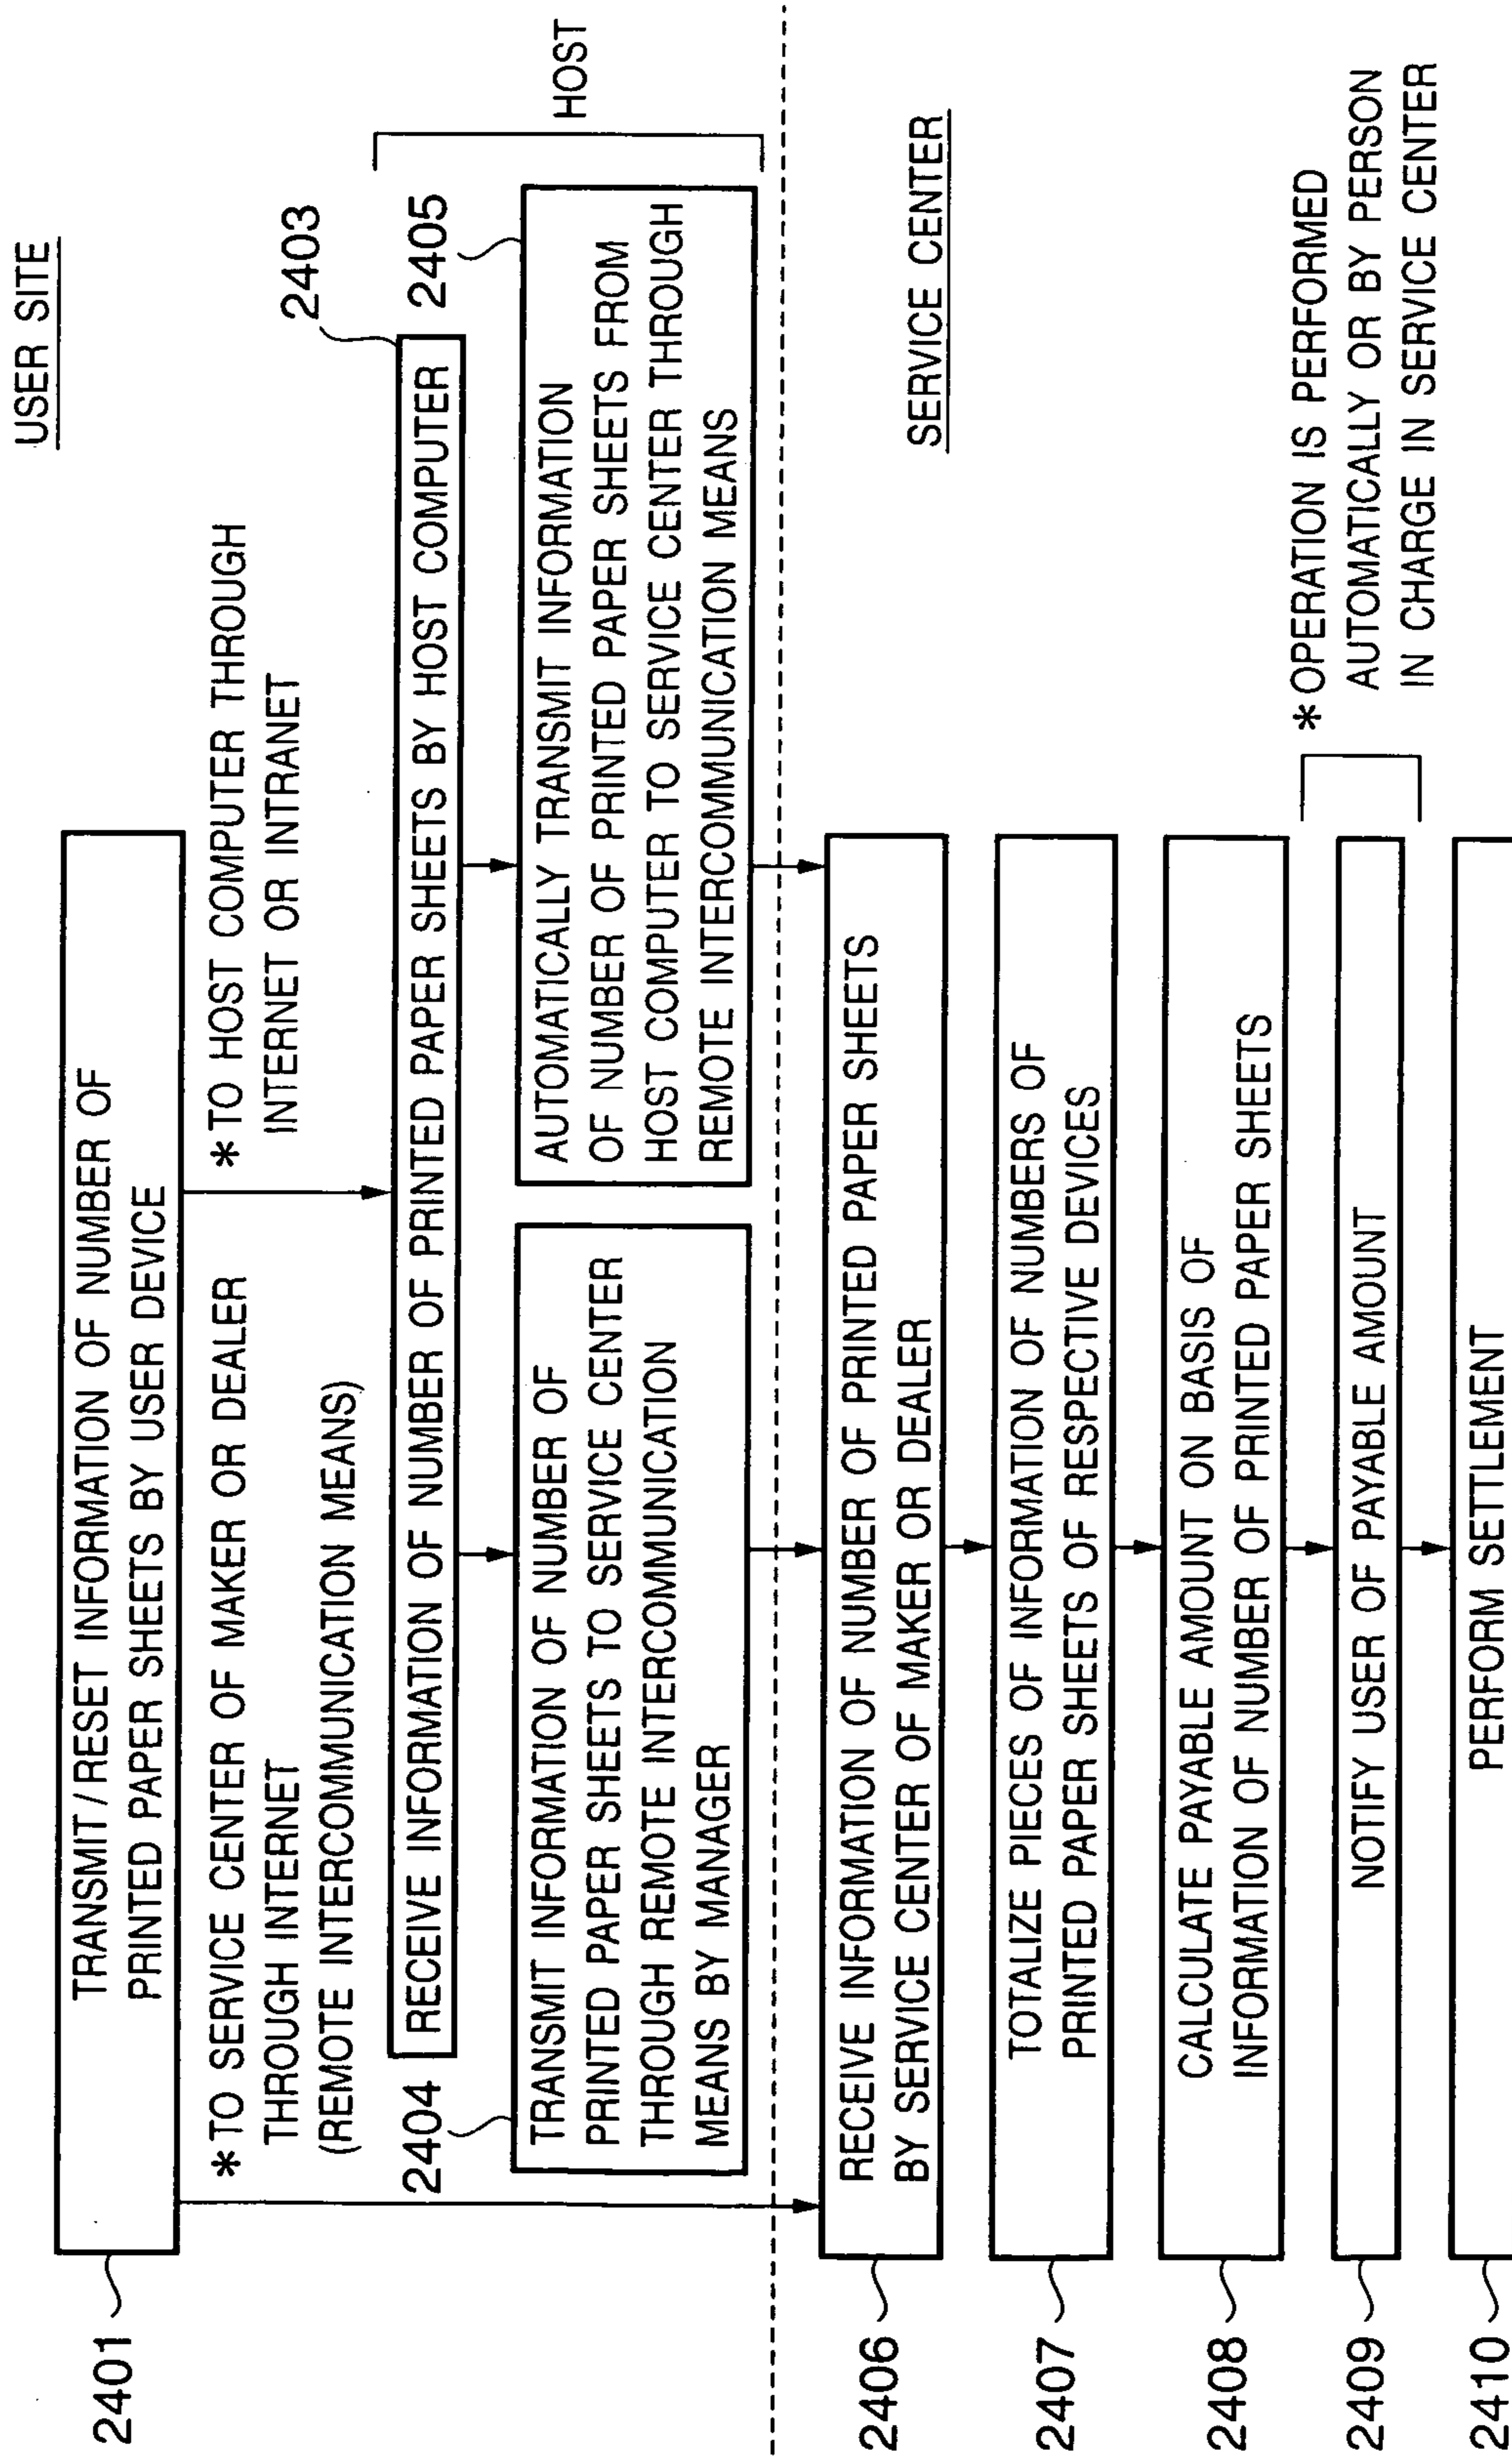 USER SITE
2401
TRANSMIT/RESET INFORMATION OF NUMBER OF
PRINTED PAPER SHEETS BY USER DEVICE
*TO SERVICE CENTER OF MAKER OR DEALER
THROUGH INTERNET
(REMOTE INTERCOMMUNICATION MEANS)
*TO HOST COMPUTER THROUGH
INTERNET OR INTRANET
2403
RECEIVE INFORMATION OF NUMBER OF PRINTED PAPER SHEETS BY HOST COMPUTER
2404
TRANSMIT INFORMATION OF NUMBER OF
PRINTED PAPER SHEETS TO SERVICE CENTER
THROUGH REMOTE INTERCOMMUNICATION
MEANS BY MANAGER
2405
AUTOMATICALLY TRANSMIT INFORMATION
OF NUMBER OF PRINTED PAPER SHEETS FROM
HOST COMPUTER TO SERVICE CENTER THROUGH
REMOTE INTERCOMMUNICATION MEANS
HOST
SERVICE CENTER
2406
RECEIVE INFORMATION OF NUMBER OF PRINTED PAPER SHEETS
BY SERVICE CENTER OF MAKER OR DEALER
2407
TOTALIZE PIECES OF INFORMATION OF NUMBERS OF
PRINTED PAPER SHEETS OF RESPECTIVE DEVICES
2408
CALCULATE PAYABLE AMOUNT ON BASIS OF
INFORMATION OF NUMBER OF PRINTED PAPER SHEETS
2409
NOTIFY USER OF PAYABLE AMOUNT
*OPERATION IS PERFORMED
AUTOMATICALLY OR BY PERSON
IN CHARGE IN SERVICE CENTER
2410
PERFORM SETTLEMENT